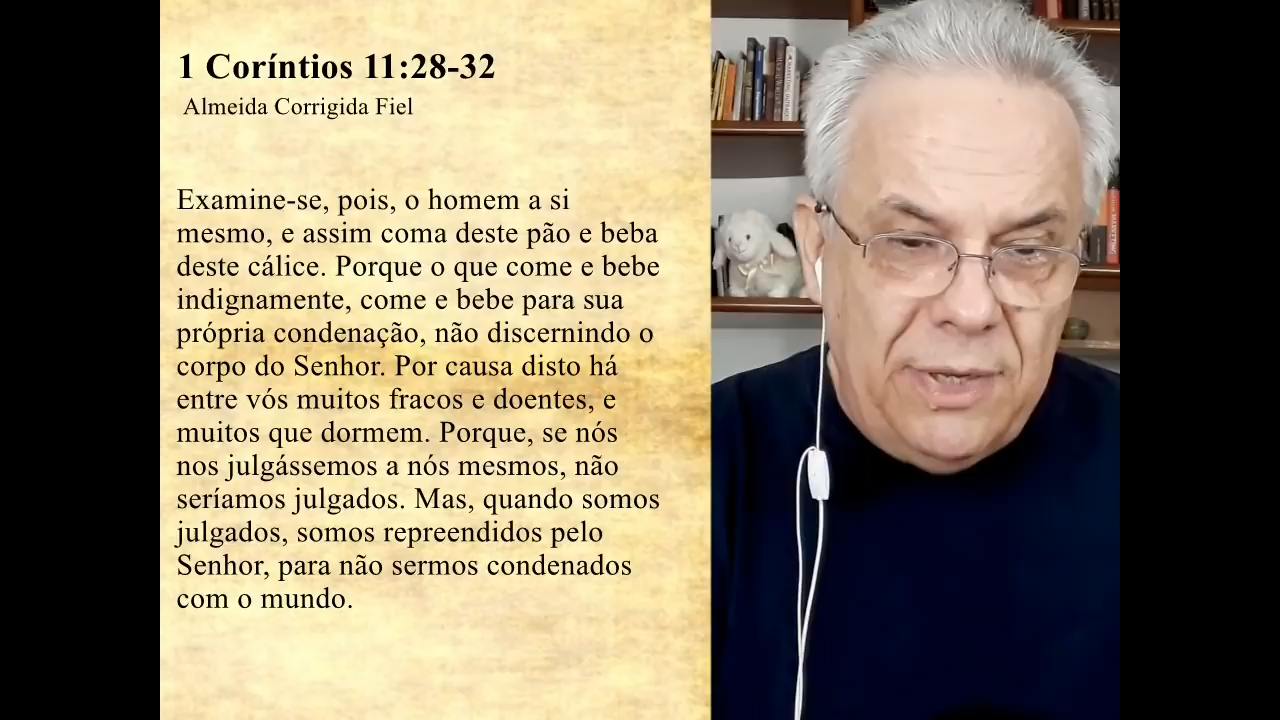 1 Coríntios 11:28-32
Almeida Corrigida Fiel
Examine-se, pois, o homem a si
mesmo, e assim coma deste pão e beba
deste cálice. Porque o que come e bebe
indignamente, come e bebe para sua
própria condenação, não discernindo o
corpo do Senhor. Por causa disto há
entre vós muitos fracos e doentes, e
muitos que dormem. Porque, se nós
nos julgássemos a nós mesmos, não
seríamos julgados. Mas, quando somos
julgados, somos repreendidos pelo
Senhor, para não sermos condenados
com o mundo.